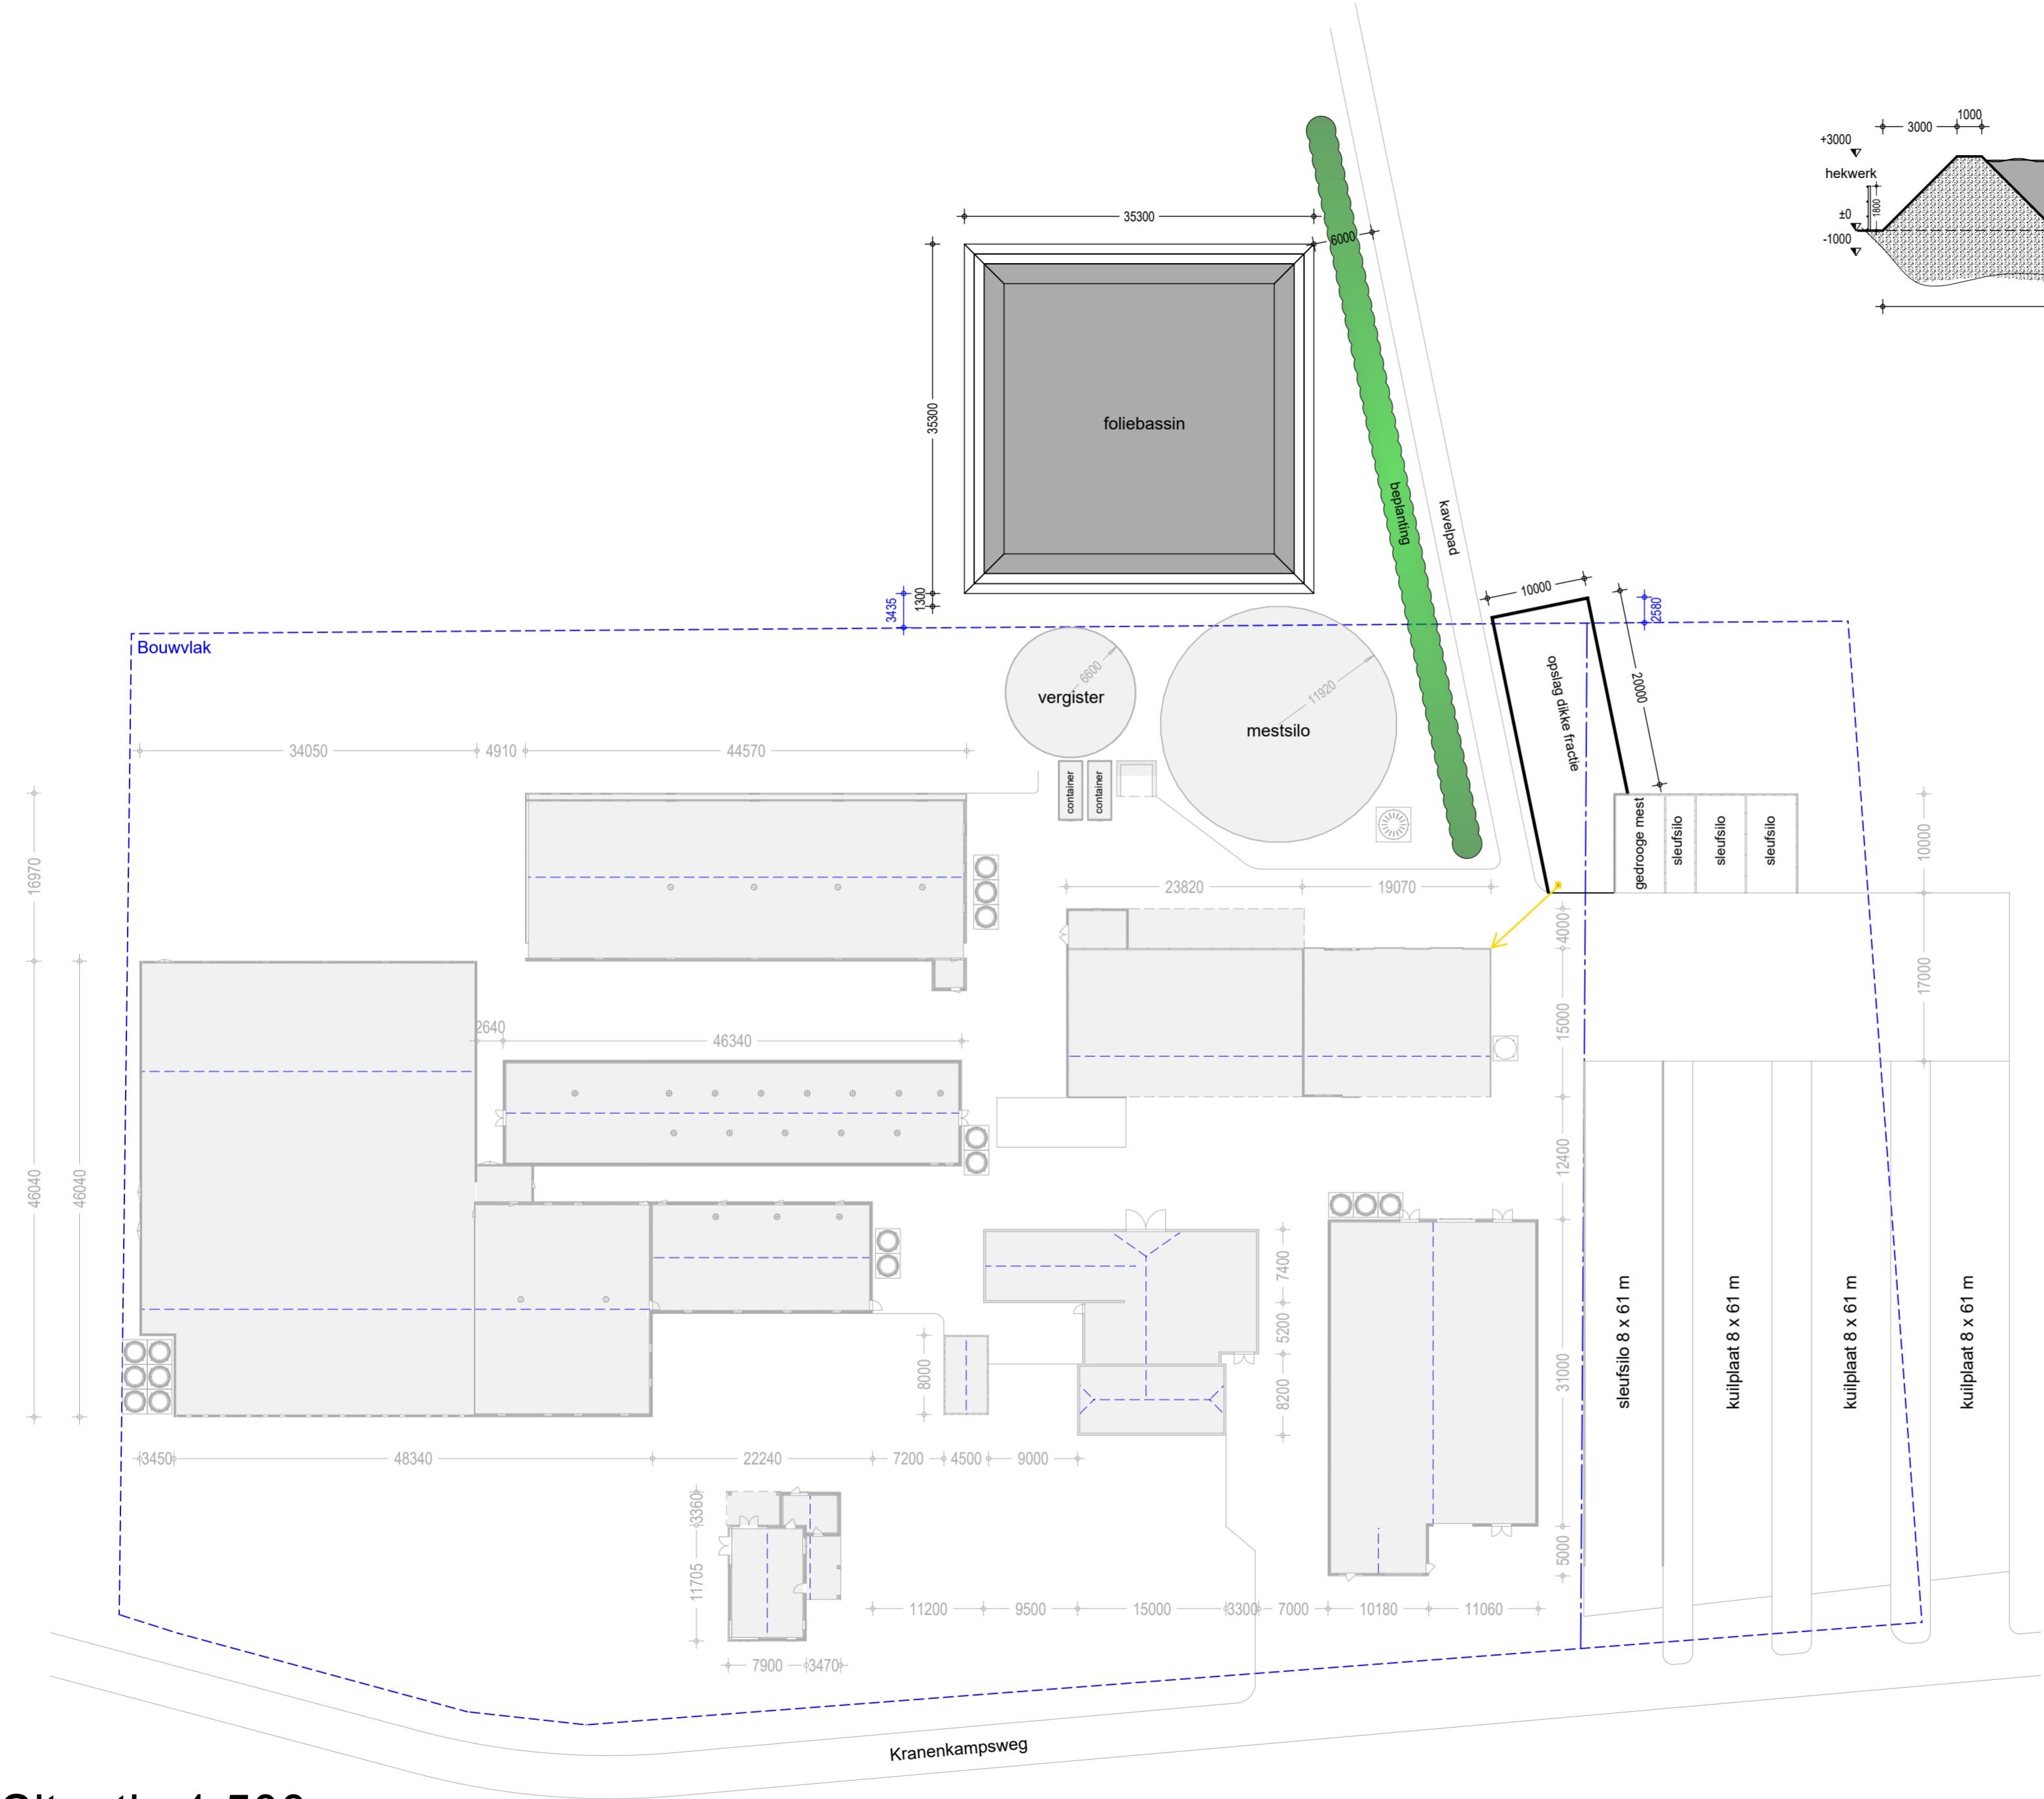 1000
3000
+3000
hekwerk
1800
±0
-1000
35300
6000
35300
foliebassin
beplanting
kavelpad
3435
1300
10000
2580
Bouwvlak
6600
vergister
11920
mestsilo
opslag dikke fractie
20000
34050
4910
44570
container
container
gedrooge mest
sleufsilo
sleufsilo
sleufsilo
10000
16970
23820
19070
4000
17000
2640
46340
15000
46040
46040
12400
7400
5200
8200
8000
31000
sleufsilo 8 x 61 m
kuilplaat 8 x 61 m
kuilplaat 8 x 61 m
kuilplaat 8 x 61 m
3450
48340
22240
7200
4500
9000
3360
11705
5000
11200
9500
15000
3300
7000
10180
11060
7900
3470
Kranenkampsweg